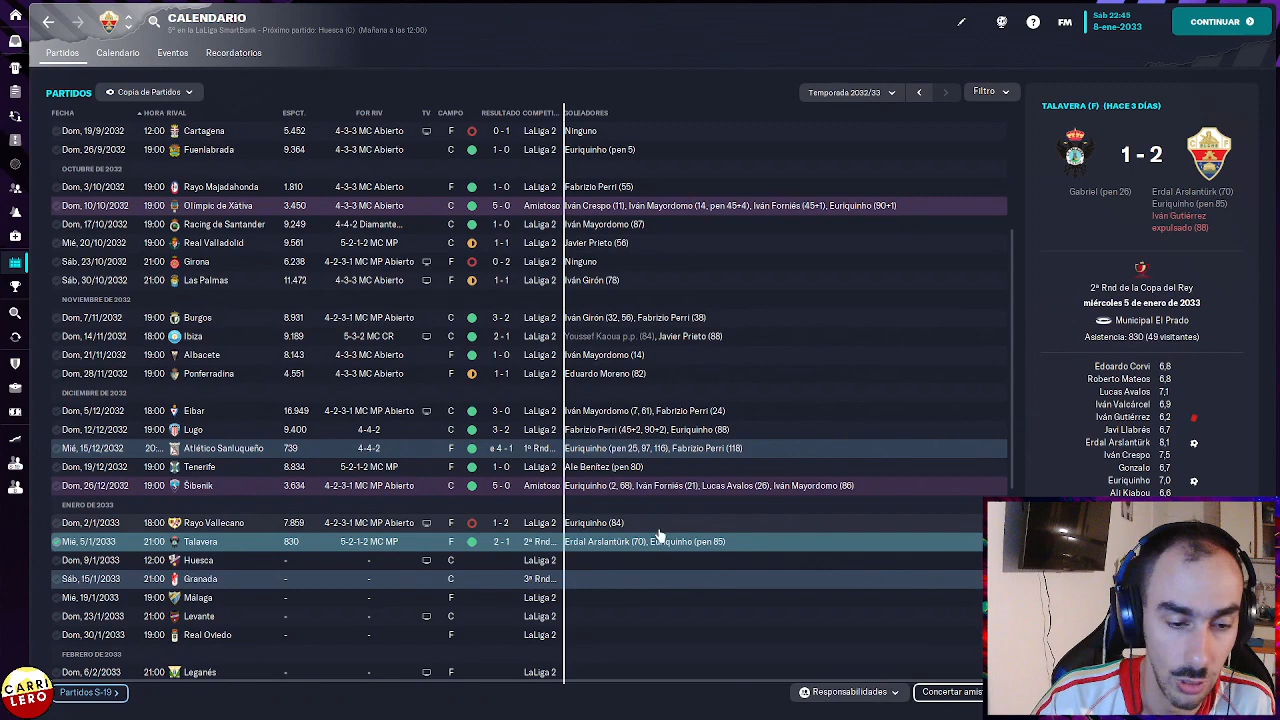 CALENDARIO
5º en la LaLiga SmartBank - Próximo partido: Huesca (C) (Mañana a las 12:00)
FM
Sáb 22:45
8-ene-2033
CONTINUAR
Partidos Calendario Eventos Recordatorios
PARTIDOS Copia de Partidos Temporada 2032/33 Filtro
FECHA HORA RIVAL ESPCT. FOR RIV TV CAMPO RESULTADO COMPETI... GOLEADORES
Dom, 19/9/2032 12:00 Cartagena 5.452 4-3-3 MC Abierto F 0 - 1 LaLiga 2 Ninguno
Dom, 26/9/2032 19:00 Fuenlabrada 9.364 4-3-3 MC Abierto C 1 - 0 LaLiga 2 Euriquinho (pen 5)
OCTUBRE DE 2032
Dom, 3/10/2032 19:00 Rayo Majadahonda 1.810 4-3-3 MC Abierto F 1 - 0 LaLiga 2 Fabrizio Perri (55)
Dom, 10/10/2032 19:00 Olímpic de Xàtiva 3.450 4-3-3 MC Abierto C 5 - 0 Amistoso Iván Crespo (11), Iván Mayordomo (14, pen 45+4), Iván Forniés (45+1), Euriquinho (90+1)
Dom, 17/10/2032 19:00 Racing de Santander 9.249 4-4-2 Diamante... C 1 - 0 LaLiga 2 Iván Mayordomo (87)
Mié, 20/10/2032 19:00 Real Valladolid 9.561 5-2-1-2 MC MP F 1 - 1 LaLiga 2 Javier Prieto (56)
Sáb, 23/10/2032 21:00 Girona 6.238 4-2-3-1 MC MP Abierto C 0 - 2 LaLiga 2 Ninguno
Sáb, 30/10/2032 21:00 Las Palmas 11.472 4-3-3 MC Abierto F 1 - 1 LaLiga 2 Iván Girón (78)
NOVIEMBRE DE 2032
Dom, 7/11/2032 19:00 Burgos 8.931 4-2-3-1 MC MP Abierto C 3 - 2 LaLiga 2 Iván Girón (32, 56), Fabrizio Perri (38)
Dom, 14/11/2032 18:00 Ibiza 9.189 5-3-2 MC CR C 2 - 1 LaLiga 2 Youssef Kaoua p.p. (84), Javier Prieto (88)
Dom, 21/11/2032 19:00 Albacete 8.143 4-3-3 MC Abierto F 1 - 0 LaLiga 2 Iván Mayordomo (14)
Dom, 28/11/2032 19:00 Ponferradina 4.551 4-3-3 MC Abierto F 1 - 1 LaLiga 2 Eduardo Moreno (82)
DICIEMBRE DE 2032
Dom, 5/12/2032 18:00 Eibar 16.949 4-2-3-1 MC MP Abierto C 3 - 0 LaLiga 2 Iván Mayordomo (7, 61), Fabrizio Perri (24)
Dom, 12/12/2032 19:00 Lugo 9.400 4-4-2 C 3 - 2 LaLiga 2 Fabrizio Perri (45+2, 90+2), Euriquinho (88)
Mié, 15/12/2032 20:... Atlético Sanluqueño 739 4-4-2 F e 4 - 1 1ª Rnd... Euriquinho (pen 25, 97, 116), Fabrizio Perri (118)
Dom, 19/12/2032 19:00 Tenerife 8.834 5-2-1-2 MC MP F 1 - 0 LaLiga 2 Ale Benítez (pen 80)
Dom, 26/12/2032 19:00 Šibenik 3.634 4-2-3-1 MC MP Abierto C 5 - 0 Amistoso Euriquinho (2, 68), Iván Forniés (21), Lucas Avalos (26), Iván Mayordomo (86)
ENERO DE 2033
Dom, 2/1/2033 18:00 Rayo Vallecano 7.859 4-2-3-1 MC MP Abierto F 1 - 2 LaLiga 2 Euriquinho (84)
Mié, 5/1/2033 21:00 Talavera 830 5-2-1-2 MC MP F 2 - 1 2ª Rnd... Erdal Arslantürk (70), Euriquinho (pen 85)
Dom, 9/1/2033 12:00 Huesca - - C LaLiga 2
Sáb, 15/1/2033 21:00 Granada - - C 3ª Rnd...
Mié, 19/1/2033 19:00 Málaga - - F LaLiga 2
Dom, 23/1/2033 21:00 Levante - - C LaLiga 2
Dom, 30/1/2033 19:00 Real Oviedo - - F LaLiga 2
FEBRERO DE 2033
Dom, 6/2/2033 21:00 Leganés - - C LaLiga 2
TALAVERA (F) (HACE 3 DÍAS)
1 - 2
Gabriel (pen 26) Erdal Arslantürk (70)
Euriquinho (pen 85)
Iván Gutiérrez
expulsado (88)
2ª Rnd de la Copa del Rey
miércoles 5 de enero de 2033
Municipal El Prado
Asistencia: 830 (49 visitantes)
Edoardo Corvi 6,8
Roberto Mateos 6,8
Lucas Avalos 7,1
Iván Valcárcel 6,9
Iván Gutiérrez 6,2
Javi Llabrés 6,7
Erdal Arslantürk 8,1
Iván Crespo 7,5
Gonzalo 6,7
Euriquinho 7,0
Ali Kiabou 6,6
CARRI
LERO
Partidos S-19 Responsabilidades Concertar amis